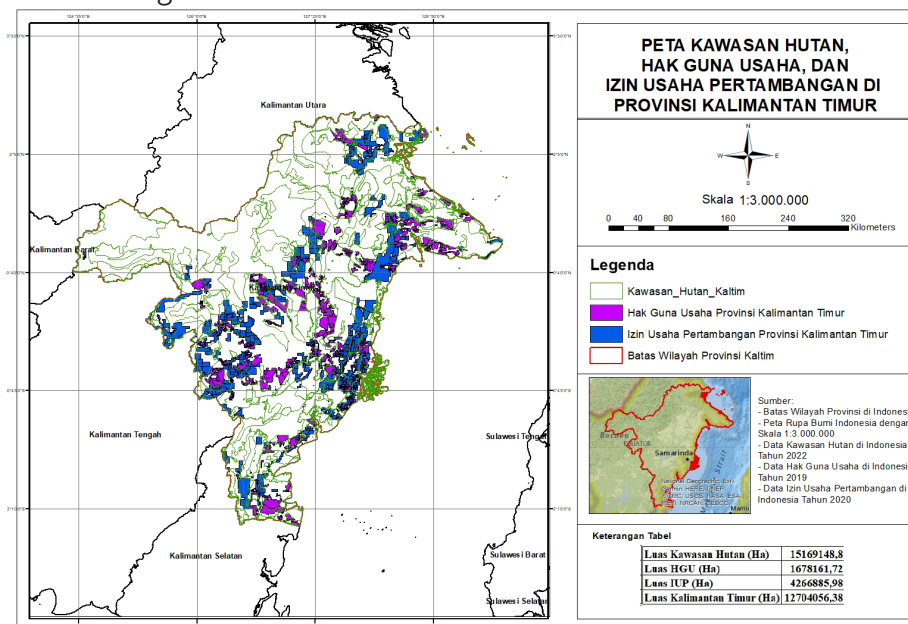 PETA KAWASAN HUTAN,
HAK GUNA USAHA, DAN
IZIN USAHA PERTAMBANGAN DI
PROVINSI KALIMANTAN TIMUR
N
W
E
S
Skala 1:3.000.000
0 40 80 160 240 320
Kilometers
Legenda
Kawasan_Hutan_Kaltim
Hak Guna Usaha Provinsi Kalimantan Timur
Izin Usaha Pertambangan Provinsi Kalimantan Timur
Batas Wilayah Provinsi Kaltim
Borneo
EQUATOR
Samarinda
Strait
Sumber:
- Batas Wilayah Provinsi di Indones
- Peta Rupa Bumi Indonesia dengan
Skala 1:3.000.000
- Data Kawasan Hutan di Indonesia
Tahun 2022
- Data Hak Guna Usaha di Indonesi
Tahun 2019
- Data Izin Usaha Pertambangan di
Indonesia Tahun 2020
Keterangan Tabel
Luas Kawasan Hutan (Ha) 15169148,8
Luas HGU (Ha) 1678161,72
Luas IUP (Ha) 4266885,98
Luas Kalimantan Timur (Ha) 12704056,38
Kalimantan Utara
Kalimantan Barat
Kalimantan Tengah
Sulawesi Tengah
Kalimantan Selatan
Sulawesi Barat
Sulawesi Selatan